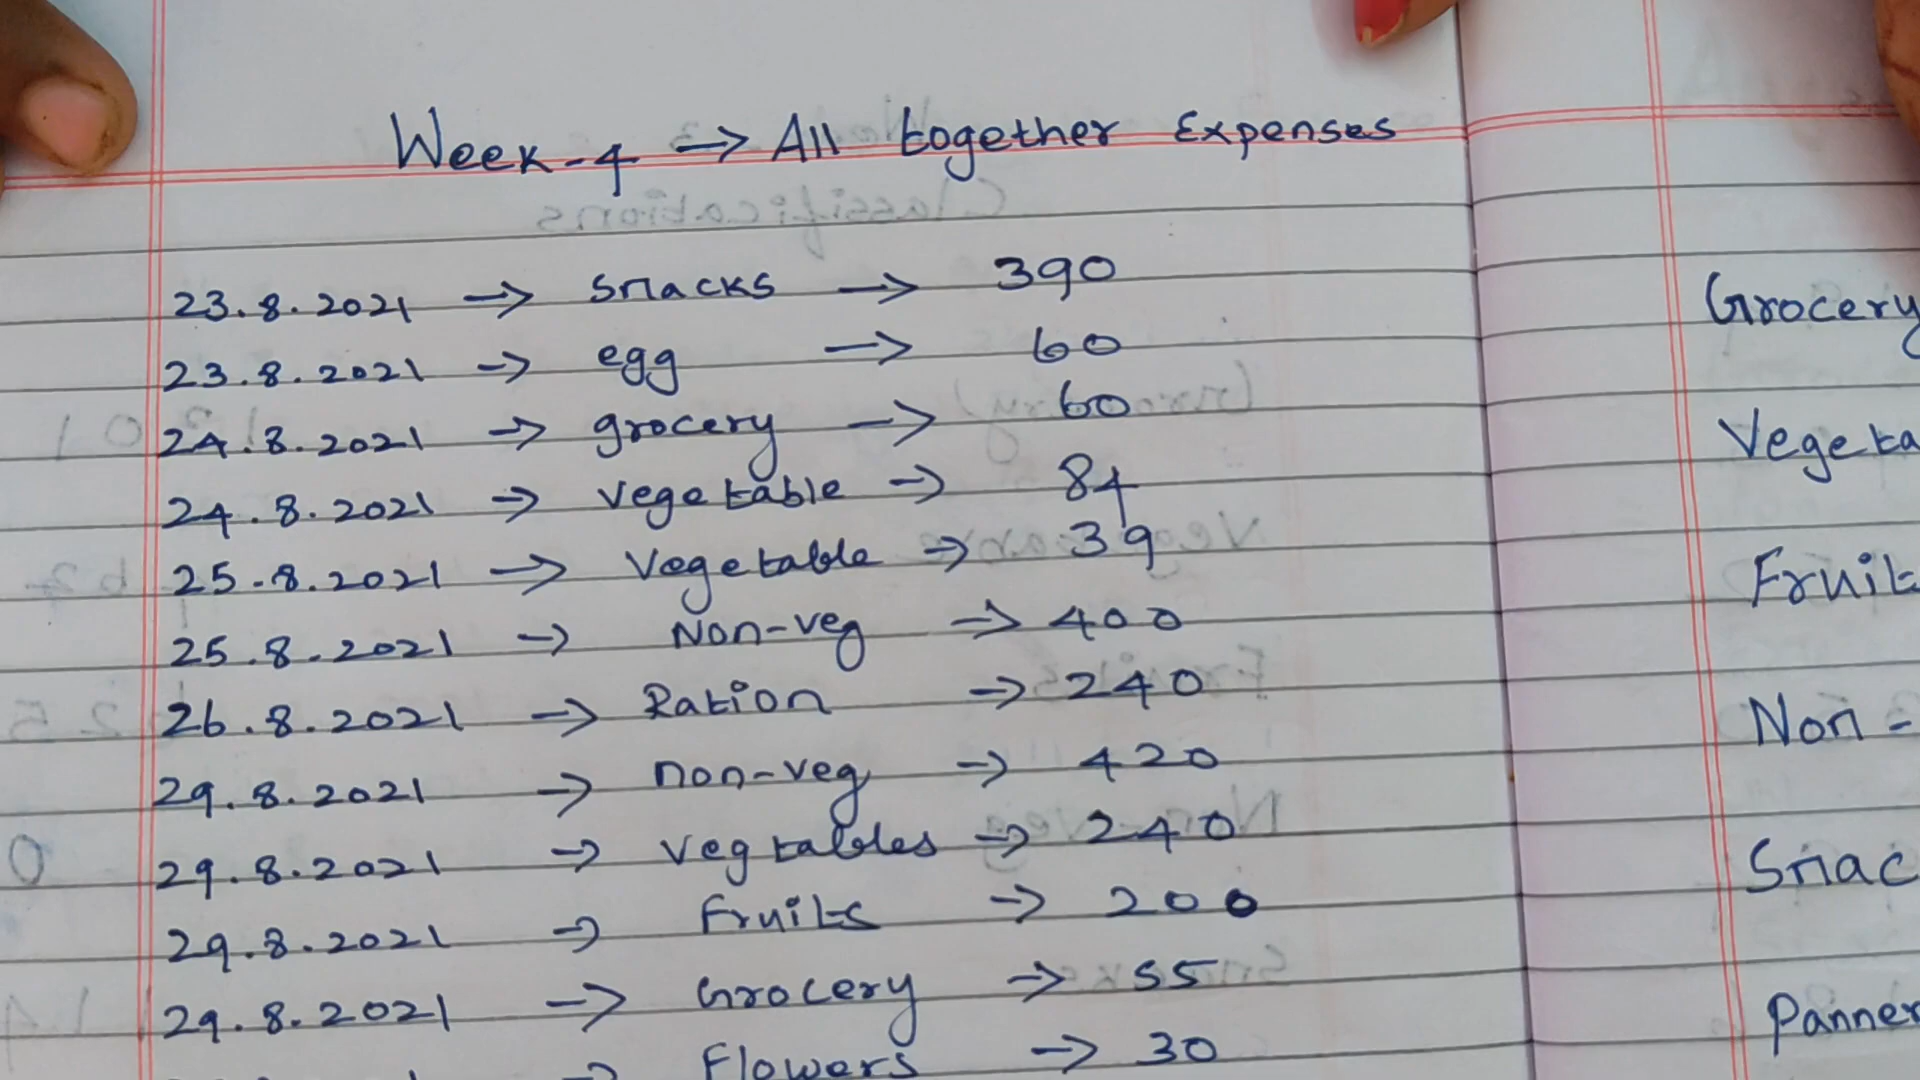 Week-4 → All together Expenses
23.8.2021 → Snacks → 390
23.8.2021 → egg → 60
24.8.2021 → grocery → 60
24.8.2021 → vegetable → 84
25.8.2021 → Vegetable → 39
25.8.2021 → Non-veg → 400
26.8.2021 → Ration → 240
29.8.2021 → non-veg → 420
29.8.2021 → vegtables → 240
29.8.2021 → Fruits → 200
29.8.2021 → Grocery → 55
→ Flowers → 30
Grocery
Vegeta
Fruit
Non-
Snac
Panner